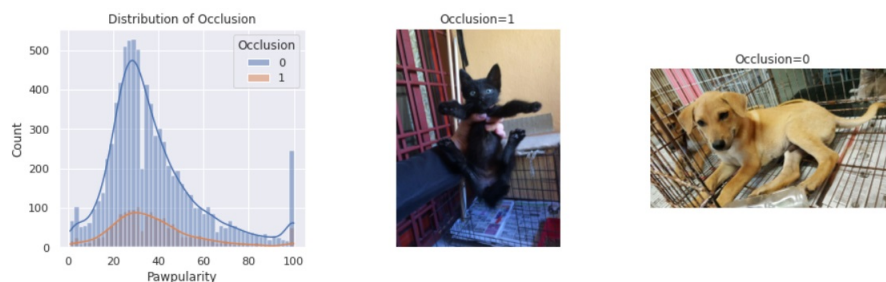 Distribution of Occlusion
Occlusion
0
1
Count
500
400
300
200
100
0
0 20 40 60 80 100
Pawpularity
Occlusion=1
Occlusion=0